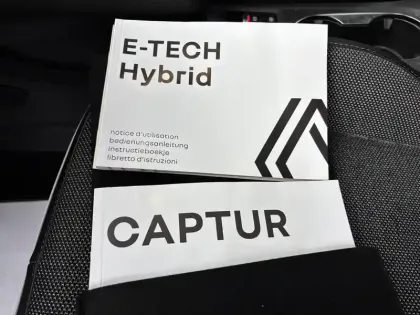 E-TECH
Hybrid
notice d'utilisation
bedienungsanleitung
instructieboekje
libretto d'istruzioni
CAPTUR